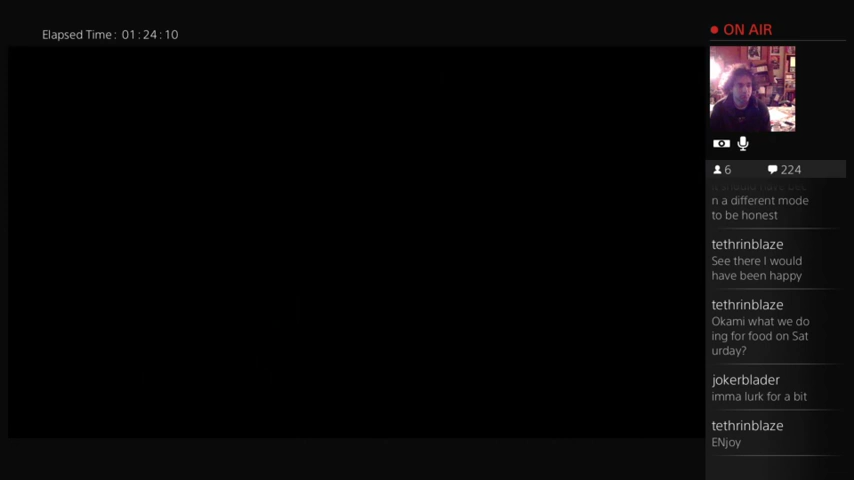 Elapsed Time: 01:24:10
ON AIR
6
224
n a different mode
to be honest
tethrinblaze
See there I would
have been happy
tethrinblaze
Okami what we do
ing for food on Sat
urday?
jokerblader
imma lurk for a bit
tethrinblaze
ENjoy